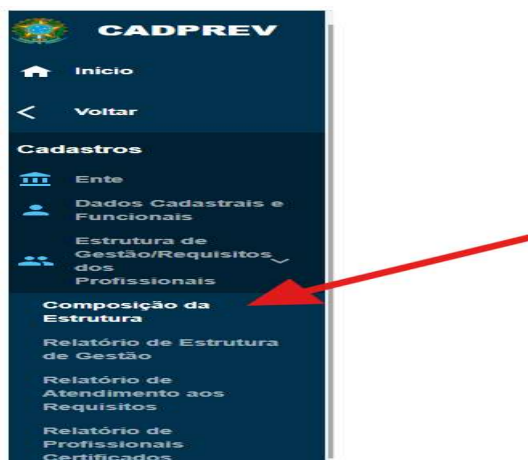 CADPREV
Início
Voltar
Cadastros
Ente
Dados Cadastrais e
Funcionais
Estrutura de
Gestão/Requisitos
dos
Profissionais
Composição da
Estrutura
Relatório de Estrutura
de Gestão
Relatório de
Atendimento aos
Requisitos
Relatório de
Profissionais
Certificados